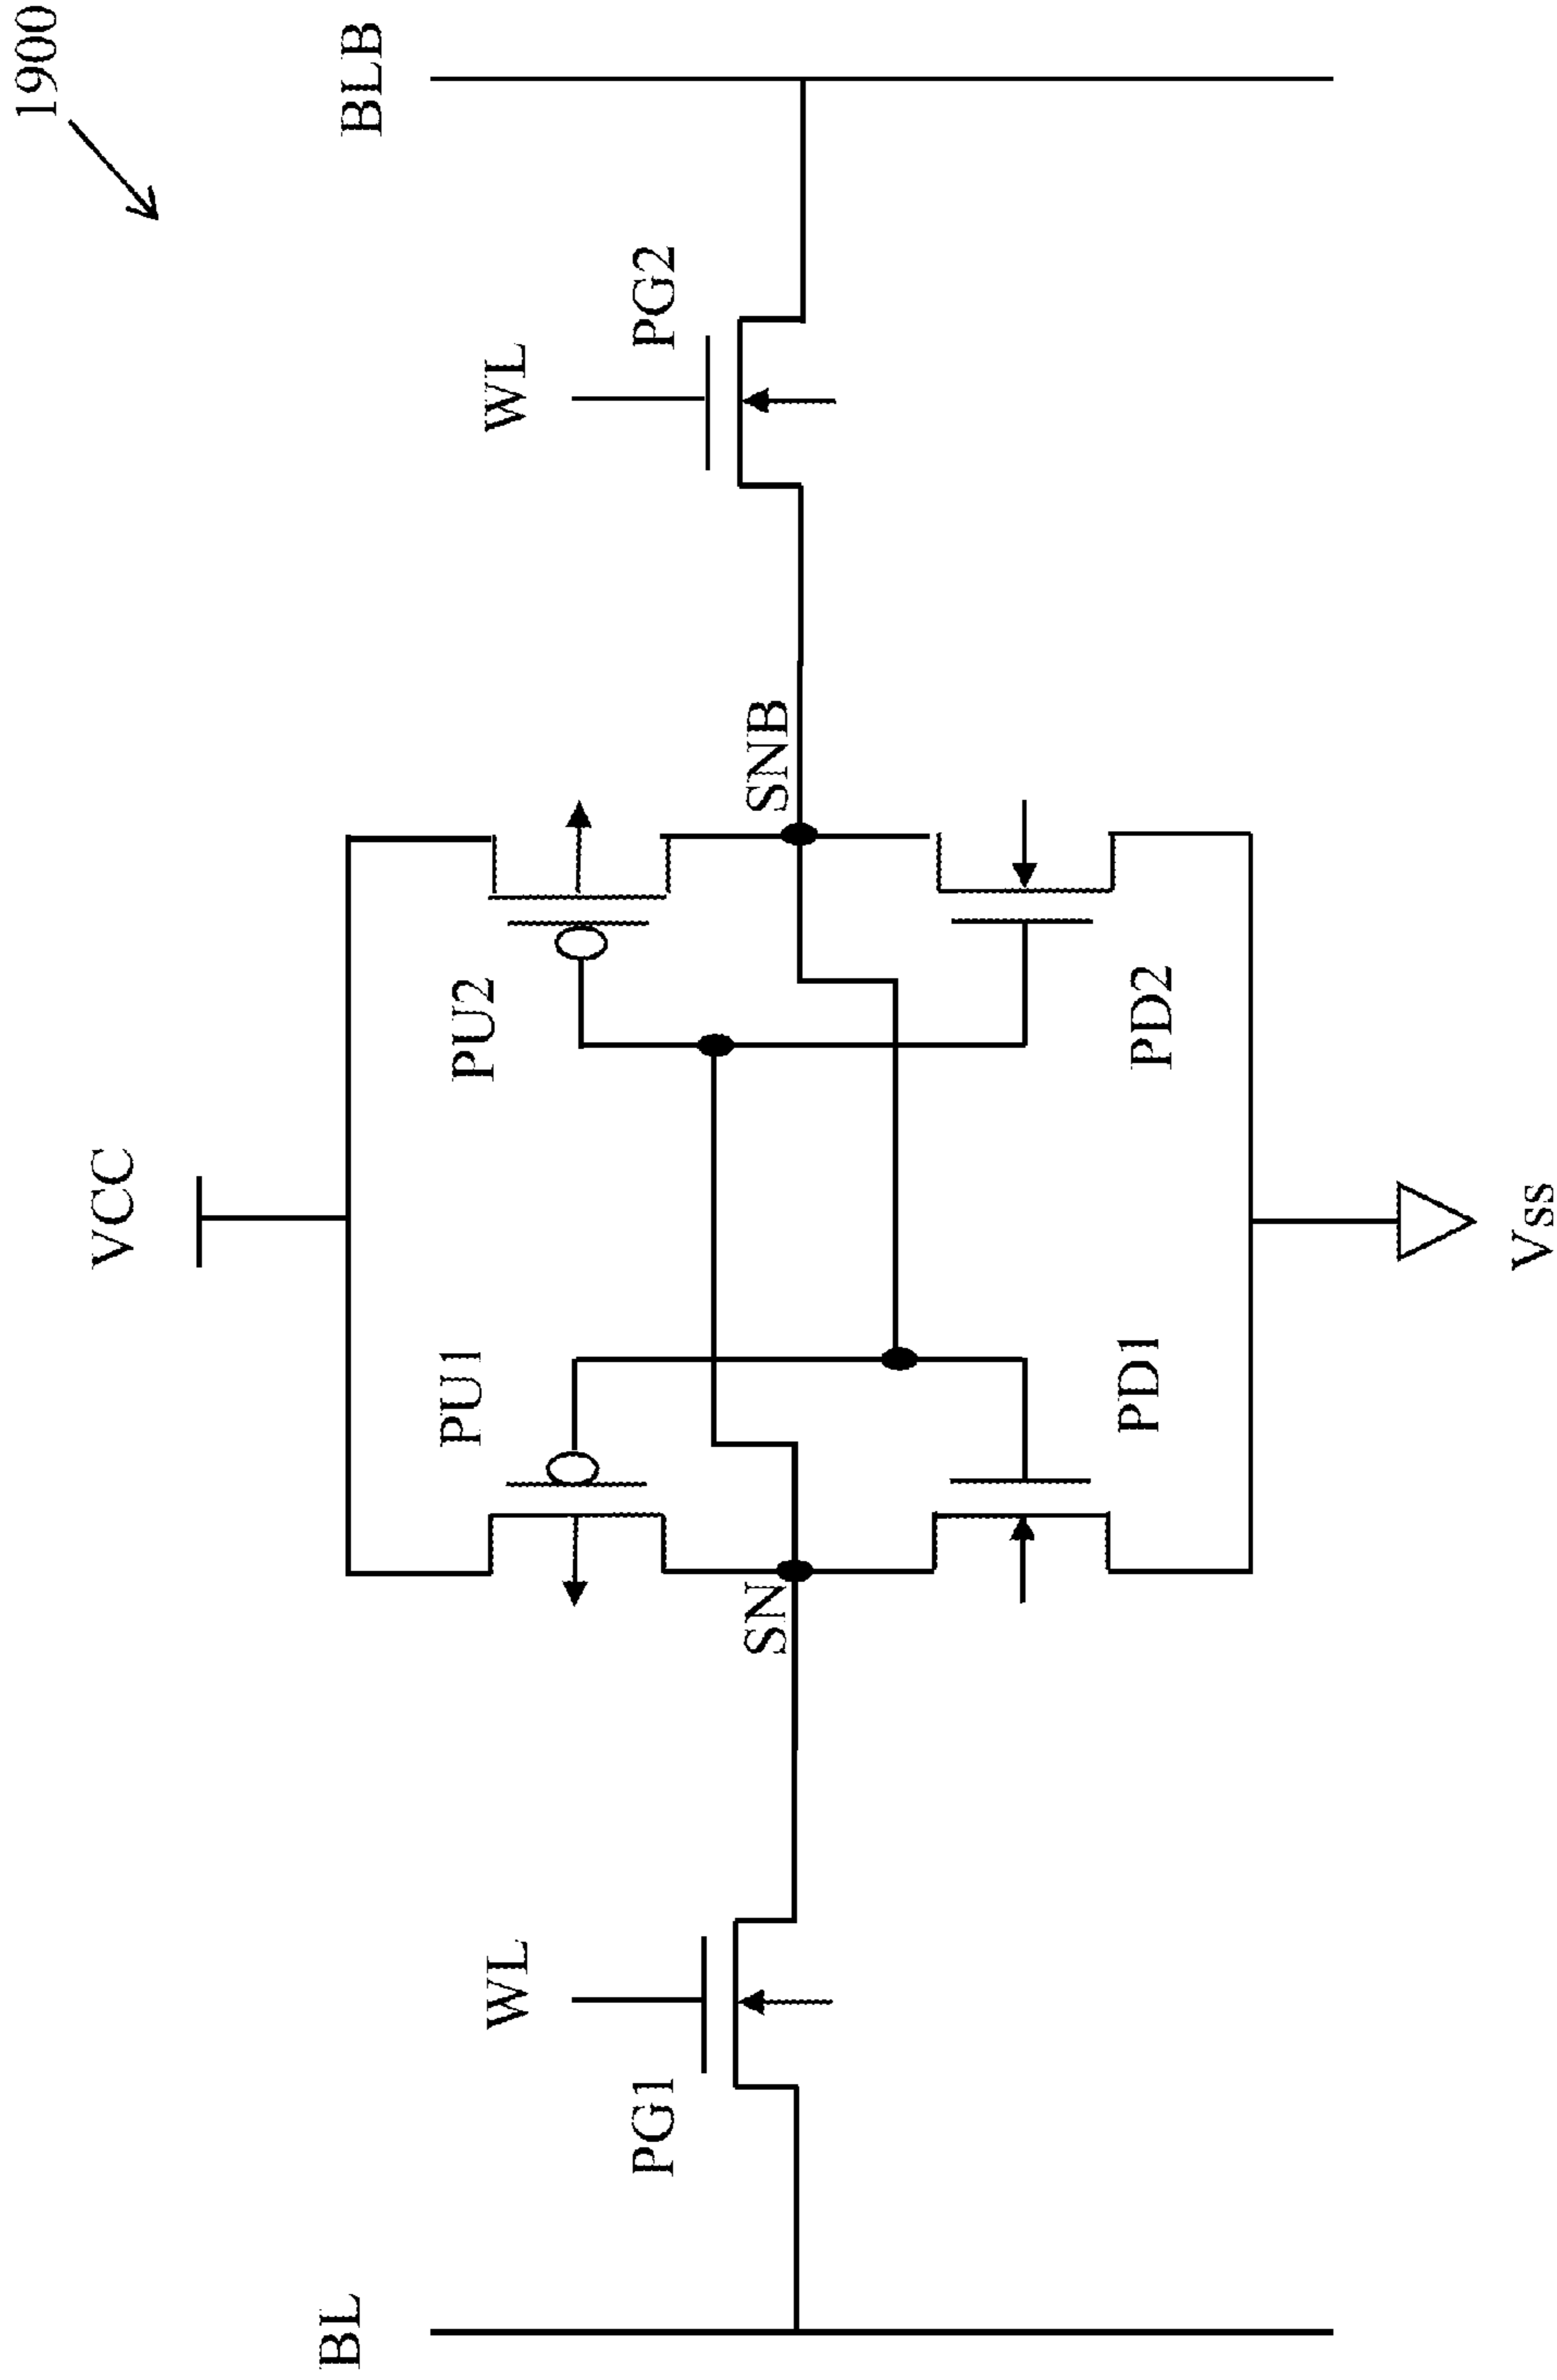 1900
VCC
BL
BLB
PU1
PU2
WL
WL
PG1
PG2
SN
SNB
PD1
PD2
Vss